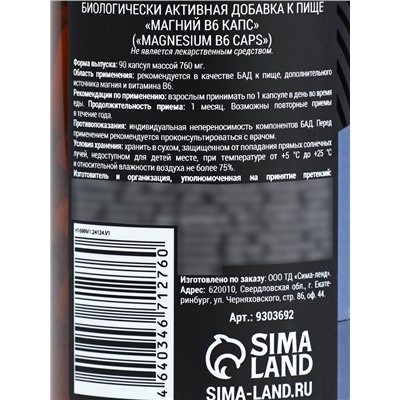 БИОЛОГИЧЕСКИ АКТИВНАЯ ДОБАВКА К ПИЩЕ
«МАГНИЙ B6 КАПС»
(«MAGNESIUM B6 CAPS»)
Не является лекарственным средством.
Форма выпуска: 90 капсул массой 760 мг.
Область применения: рекомендуется в качестве БАД к пище, дополнительного
источника магния и витамина В6.
Рекомендации по применению: взрослым принимать по 1 капсуле в день во время
еды. Продолжительность приема: 1 месяц. Возможны повторные приемы
в течение года.
Противопоказания: индивидуальная непереносимость компонентов БАД. Перед
применением рекомендуется проконсультироваться с врачом.
Условия хранения: хранить в сухом, защищенном от попадания прямых солнечных
лучей, недоступном для детей месте, при температуре от +5 °С до +25 °С
и относительной влажности воздуха не более 75%.
Изготовитель и организация, уполномоченная на принятие претензий:
4640346712760
Изготовлено по заказу: ООО ТД «Сима-ленд».
Адрес: 620010, Свердловская обл., г. Екате-
ринбург, ул. Черняховского, стр. 86, оф. 44.
Арт.: 9303692
SIMA
LAND
SIMA-LAND.RU